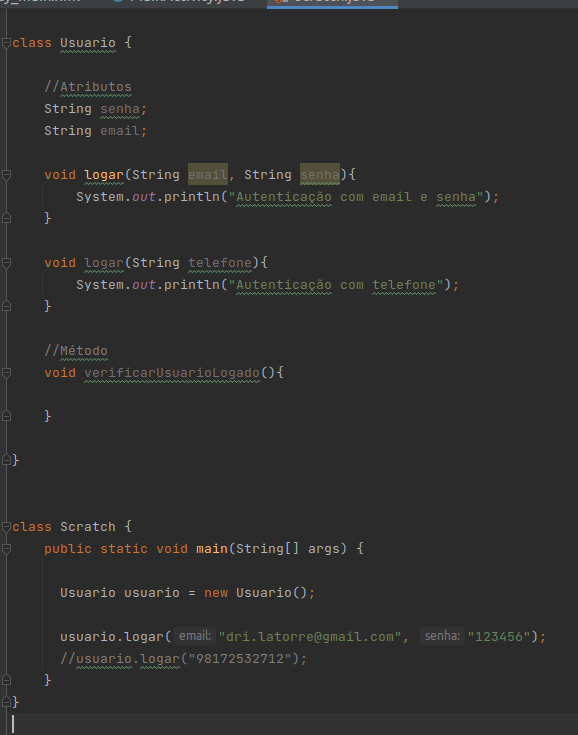 class Usuario {
//Atributos
String senha;
String email;
void logar(String email, String senha){
System.out.println("Autenticação com email e senha");
}
void logar(String telefone){
System.out.println("Autenticação com telefone");
}
//Método
void verificarUsuarioLogado(){
}
}
class Scratch {
public static void main(String[] args) {
Usuario usuario = new Usuario();
usuario.logar( email: "dri.latorre@gmail.com", senha: "123456");
//usuario.logar("98172532712");
}
}